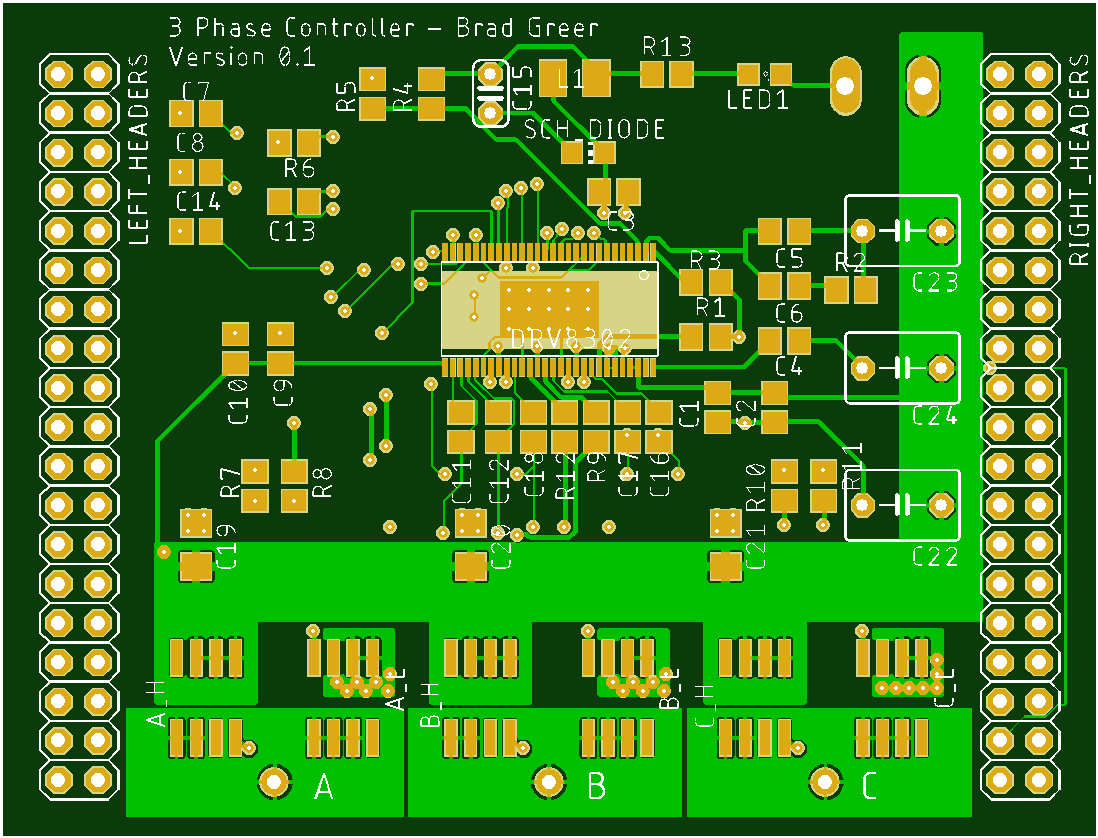 3 Phase Controller – Brad Greer
Version 0.1
R13
L1
C15
R5
R4
LED1
C7
LEFT_HEADERS
RIGHT_HEADERS
SCH_DIODE
C8
R6
C14
C13
C3
R3
C5
R2
C23
R1
C6
DRV8302
C4
C10
C9
C1
C2
C24
R7
R8
C11
C12
C18
R12
R9
C17
C16
R10
R11
C19
C20
C21
C22
A_H
A_L
B_H
B_L
C_H
C_L
A
B
C